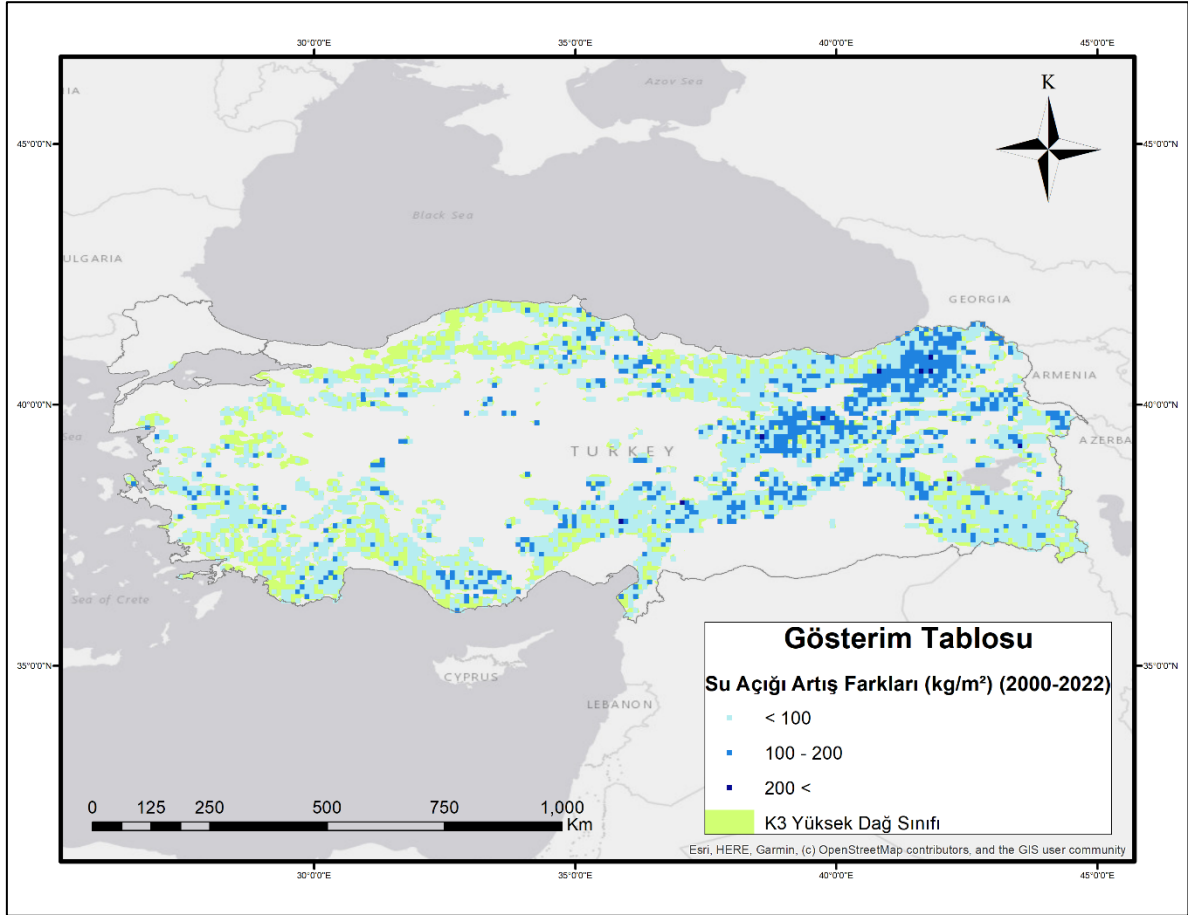 30°0'0"E 35°0'0"E 40°0'0"E 45°0'0"E
IA
Azov Sea
K
45°0'0"N 45°0'0"N
Black Sea
ULGARIA
GEORGIA
ARMENIA
40°0'0"N 40°0'0"N
Sea
AZERBA
TURKEY
Sea of Crete
35°0'0"N 35°0'0"N
CYPRUS
LEBANON
Gösterim Tablosu
Su Açığı Artış Farkları (kg/m²) (2000-2022)
< 100
100 - 200
200 <
K3 Yüksek Dağ Sınıfı
0 125 250 500 750 1,000
Km
Esri, HERE, Garmin, (c) OpenStreetMap contributors, and the GIS user community
30°0'0"E 35°0'0"E 40°0'0"E 45°0'0"E